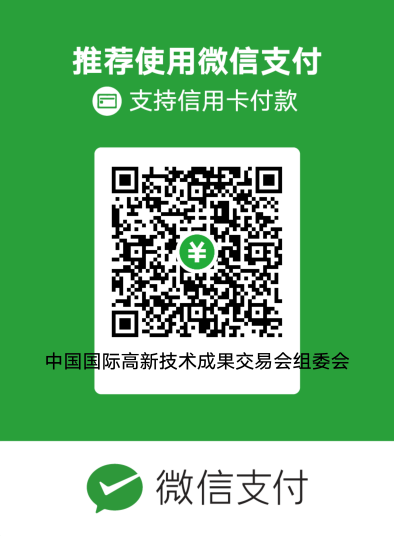 推荐使用微信支付
支持信用卡付款
¥
中国国际高新技术成果交易会组委会
微信支付